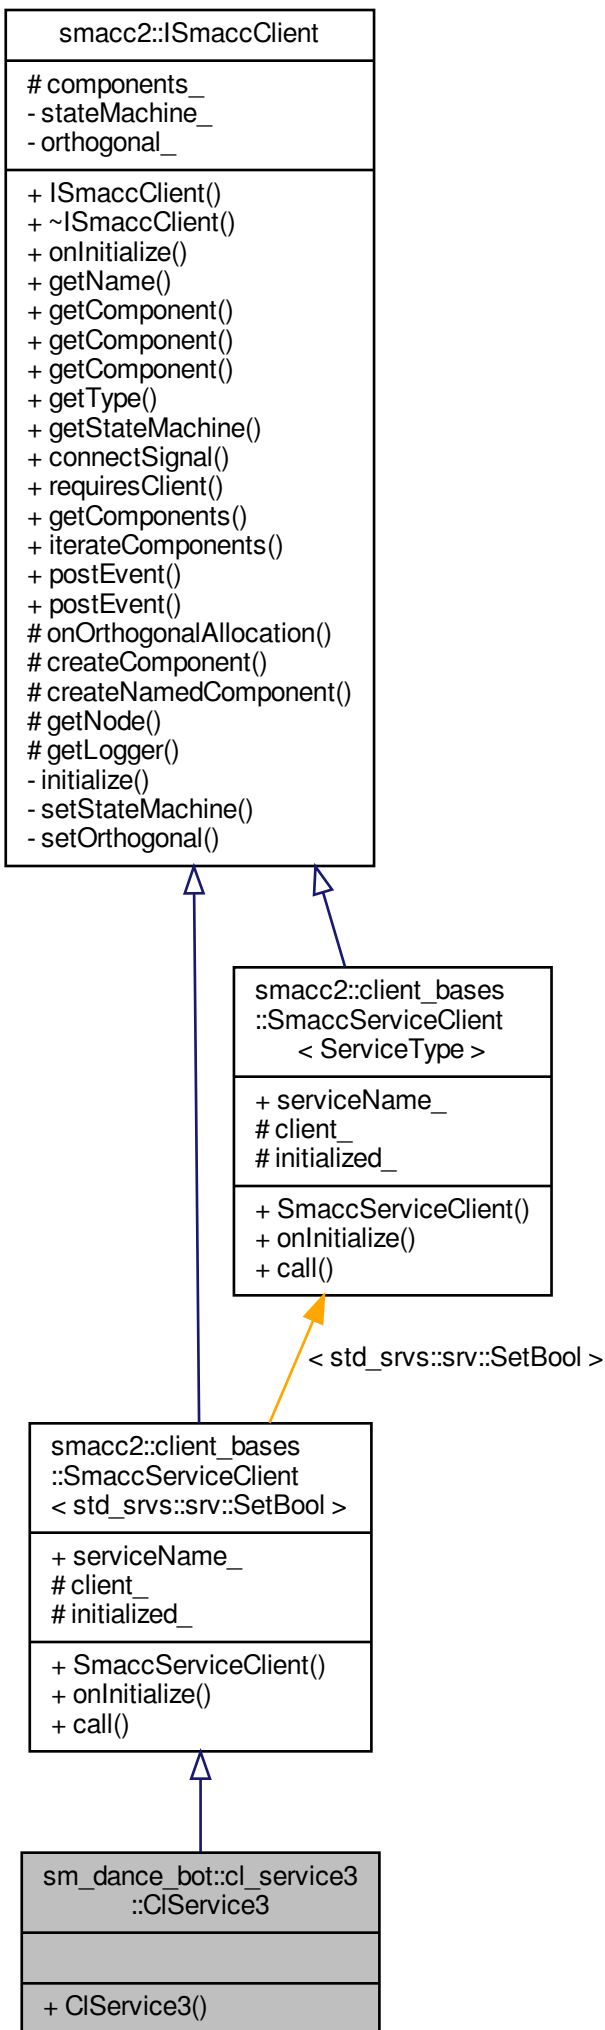 smacc2::ISmaccClient
# components_
- stateMachine_
- orthogonal_
+ ISmaccClient()
+ ~ISmaccClient()
+ onInitialize()
+ getName()
+ getComponent()
+ getComponent()
+ getComponent()
+ getType()
+ getStateMachine()
+ connectSignal()
+ requiresClient()
+ getComponents()
+ iterateComponents()
+ postEvent()
+ postEvent()
# onOrthogonalAllocation()
# createComponent()
# createNamedComponent()
# getNode()
# getLogger()
- initialize()
- setStateMachine()
- setOrthogonal()
smacc2::client_bases
::SmaccServiceClient
< ServiceType >
+ serviceName_
# client_
# initialized_
+ SmaccServiceClient()
+ onInitialize()
+ call()
< std_srvs::srv::SetBool >
smacc2::client_bases
::SmaccServiceClient
< std_srvs::srv::SetBool >
+ serviceName_
# client_
# initialized_
+ SmaccServiceClient()
+ onInitialize()
+ call()
sm_dance_bot::cl_service3
::ClService3
+ ClService3()